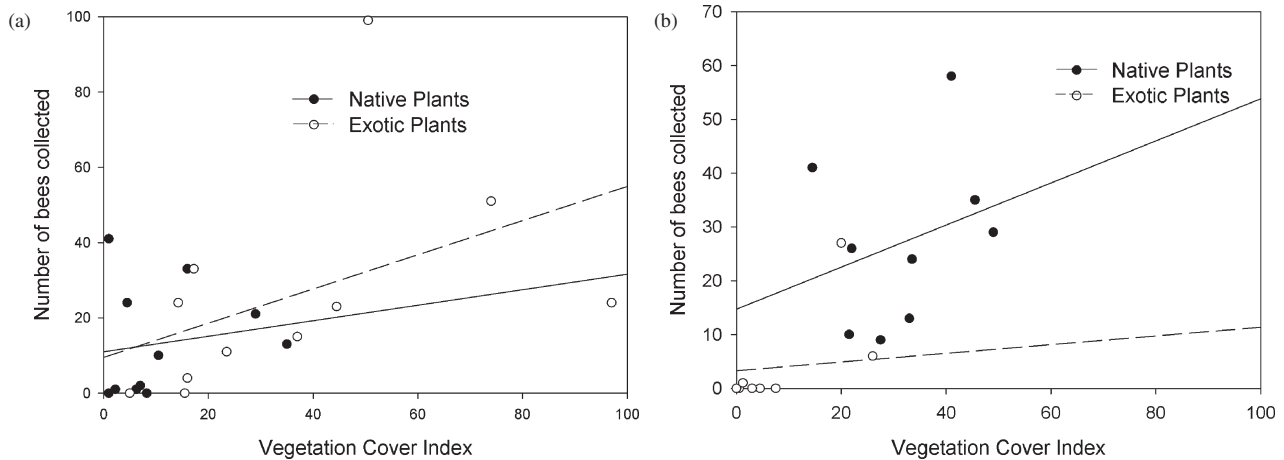 (a)
100
80
60
40
20
0
Number of bees collected
Native Plants
Exotic Plants
0 20 40 60 80 100
Vegetation Cover Index
(b)
70
60
50
40
30
20
10
0
Number of bees collected
Native Plants
Exotic Plants
0 20 40 60 80 100
Vegetation Cover Index